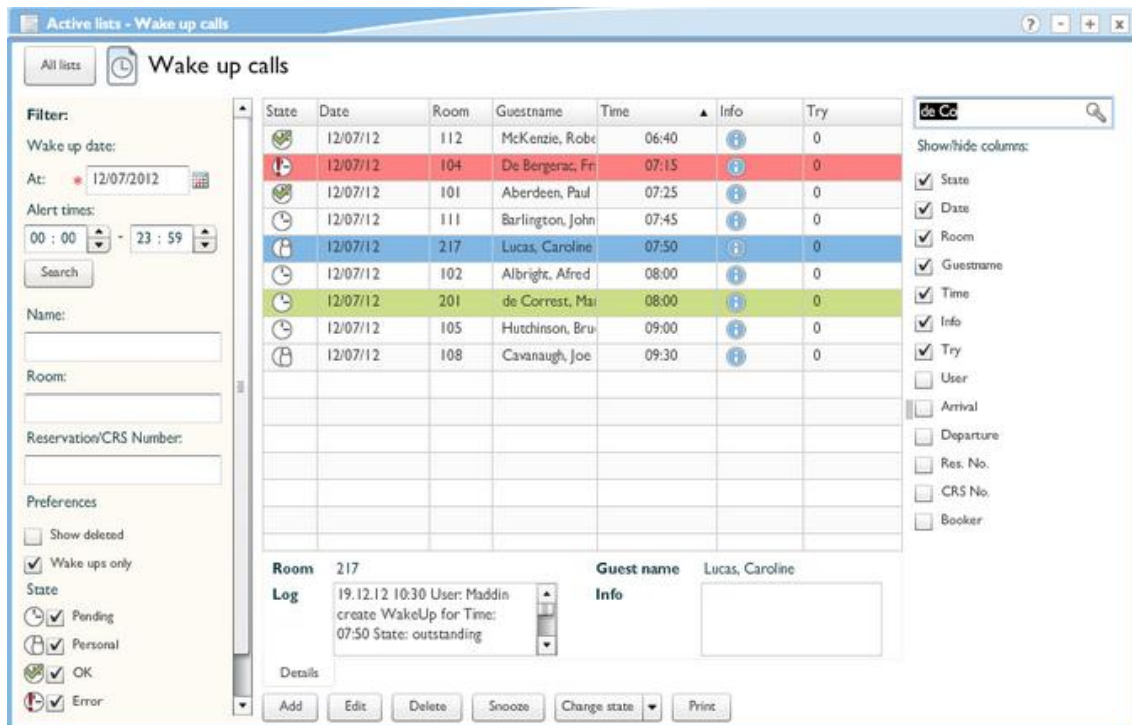 Active lists - Wake up calls
? - + x
All lists
Wake up calls
Filter:
Wake up date:
At: * 12/07/2012
Alert times:
00 : 00 - 23 : 59
Search
Name:
Room:
Reservation/CRS Number:
Preferences
Show deleted
Wake ups only
State
Pending
Personal
OK
Error
State Date Room Guestname Time Info Try
12/07/12 112 McKenzie, Robe 06:40 0
12/07/12 104 De Bergerac, Fr 07:15 0
12/07/12 101 Aberdeen, Paul 07:25 0
12/07/12 111 Barlington, John 07:45 0
12/07/12 217 Lucas, Caroline 07:50 0
12/07/12 102 Albright, Afred 08:00 0
12/07/12 201 de Correst, Ma 08:00 0
12/07/12 105 Hutchinson, Bru 09:00 0
12/07/12 108 Cavanaugh, Joe 09:30 0
Room 217 Guest name Lucas, Caroline
Log Info
19.12.12 10:30 User: Maddin
create WakeUp for Time:
07:50 State: outstanding
Details
Add Edit Delete Snooze Change state Print
de Co
Show/hide columns:
State
Date
Room
Guestname
Time
Info
Try
User
Arrival
Departure
Res. No.
CRS No.
Booker